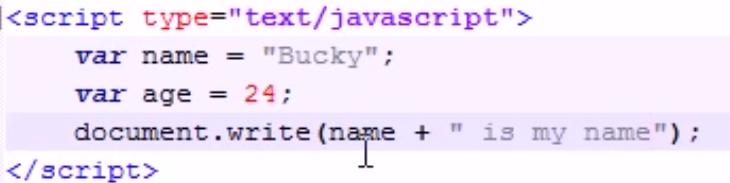 <script type="text/javascript">
var name = "Bucky";
var age = 24;
document.write(name + " is my name");
</script>